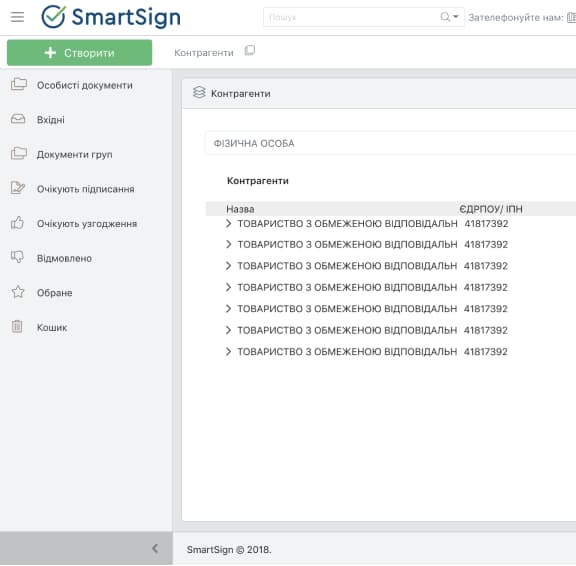 SmartSign
Пошук
Зателефонуйте нам:
Створити
Контрагенти
Особисті документи
Вхідні
Документи груп
Очікують підписання
Очікують узгодження
Відмовлено
Обране
Кошик
Контрагенти
ФІЗИЧНА ОСОБА
Контрагенти
Назва ЄДРПОУ/ ІПН
ТОВАРИСТВО З ОБМЕЖЕНОЮ ВІДПОВІДАЛЬН 41817392
ТОВАРИСТВО З ОБМЕЖЕНОЮ ВІДПОВІДАЛЬН 41817392
ТОВАРИСТВО З ОБМЕЖЕНОЮ ВІДПОВІДАЛЬН 41817392
ТОВАРИСТВО З ОБМЕЖЕНОЮ ВІДПОВІДАЛЬН 41817392
ТОВАРИСТВО З ОБМЕЖЕНОЮ ВІДПОВІДАЛЬН 41817392
ТОВАРИСТВО З ОБМЕЖЕНОЮ ВІДПОВІДАЛЬН 41817392
ТОВАРИСТВО З ОБМЕЖЕНОЮ ВІДПОВІДАЛЬН 41817392
SmartSign © 2018.